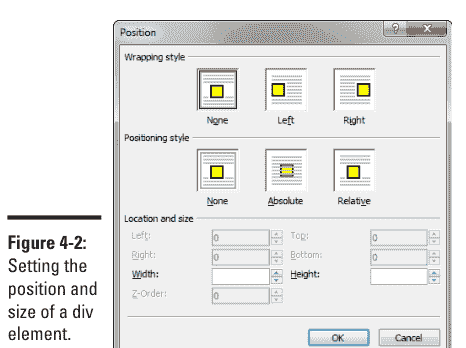 Position
Wrapping style
None Left Right
Positioning style
None Absolute Relative
Location and size
Left: 0 Top: 0
Right: 0 Bottom: 0
Width: Height:
Z-Order: 0
OK Cancel
Figure 4-2:
Setting the
position and
size of a div
element.